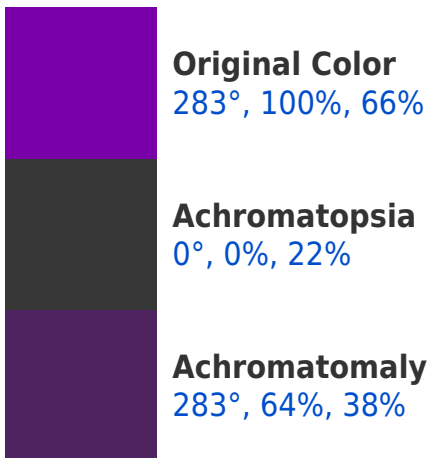 Original Color
283°, 100%, 66%
Achromatopsia
0°, 0%, 22%
Achromatomaly
283°, 64%, 38%